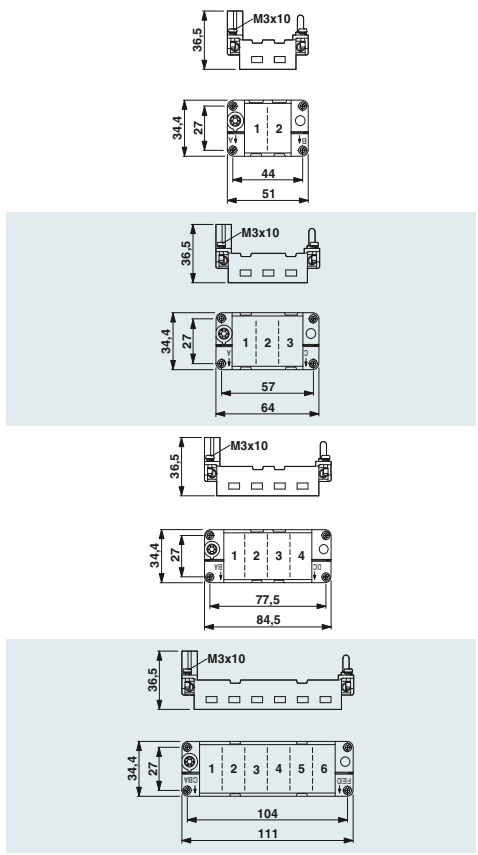 M3x10
36,5
34,4
27
1 2
A B
44
51
M3x10
36,5
34,4
27
1 2 3
A C
57
64
M3x10
36,5
34,4
27
1 2 3 4
B/A D/C
77,5
84,5
M3x10
36,5
34,4
27
1 2 3 4 5 6
C/B/A F/E/D
104
111